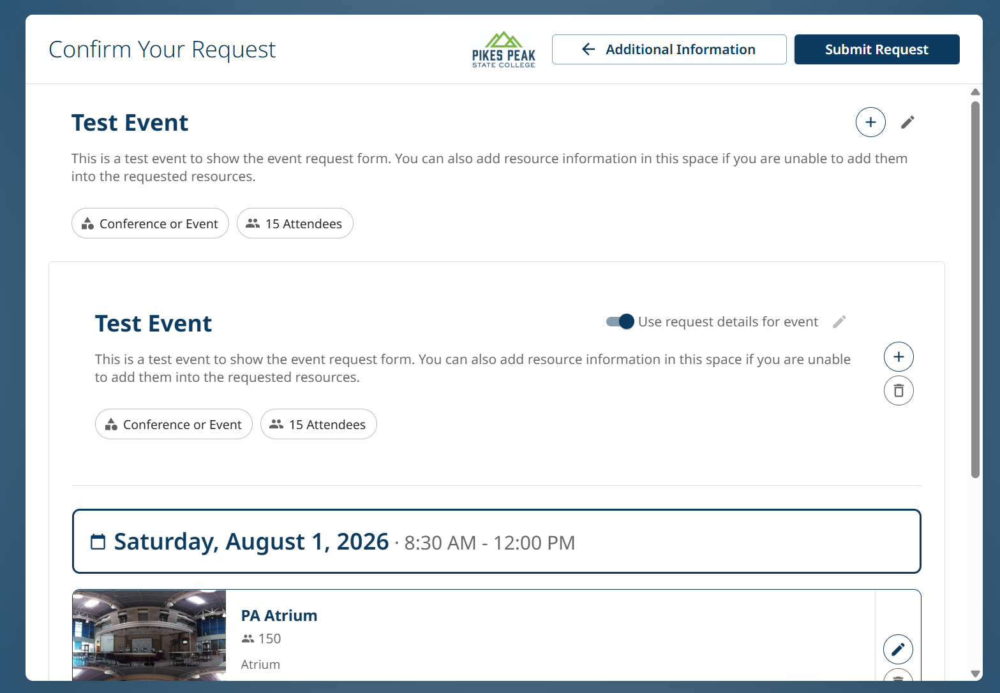 Confirm Your Request
PIKES PEAK
STATE COLLEGE
Additional Information
Submit Request
Test Event
This is a test event to show the event request form. You can also add resource information in this space if you are unable to add them
into the requested resources.
Conference or Event
15 Attendees
Test Event
Use request details for event
This is a test event to show the event request form. You can also add resource information in this space if you are unable
to add them into the requested resources.
Conference or Event
15 Attendees
Saturday, August 1, 2026 · 8:30 AM - 12:00 PM
PA Atrium
150
Atrium